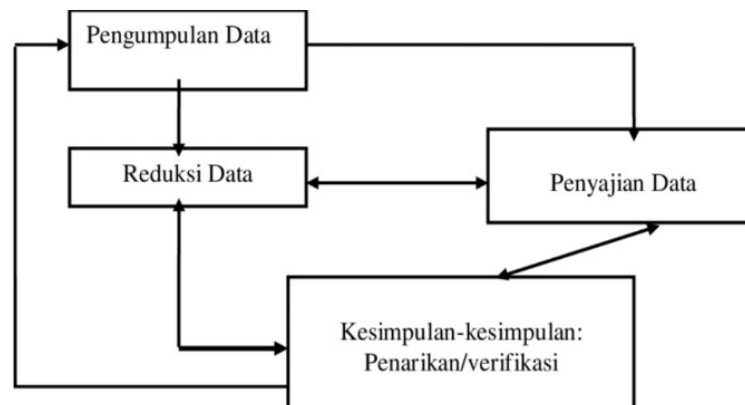 Pengumpulan Data
Reduksi Data
Penyajian Data
Kesimpulan-kesimpulan:
Penarikan/verifikasi